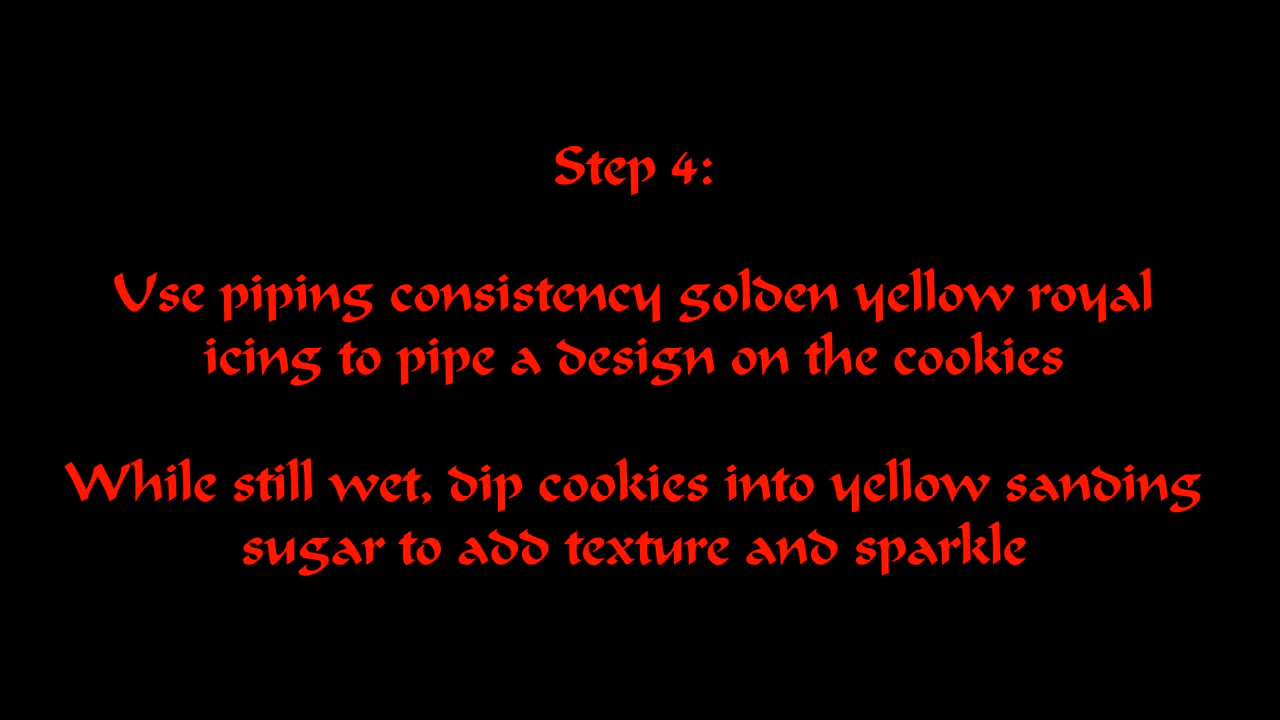 Step 4:
Use piping consistency golden yellow royal
icing to pipe a design on the cookies
While still wet, dip cookies into yellow sanding
sugar to add texture and sparkle